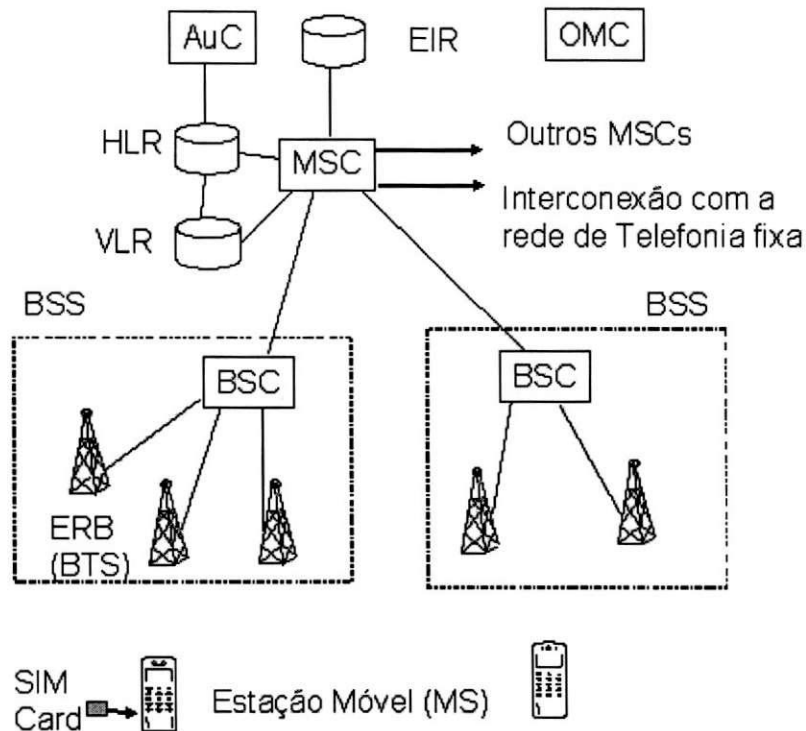 AuC
EIR
OMC
HLR
MSC
Outros MSCs
Interconexão com a
rede de Telefonia fixa
VLR
BSS
BSS
BSC
BSC
ERB
(BTS)
SIM
Card
Estação Móvel (MS)